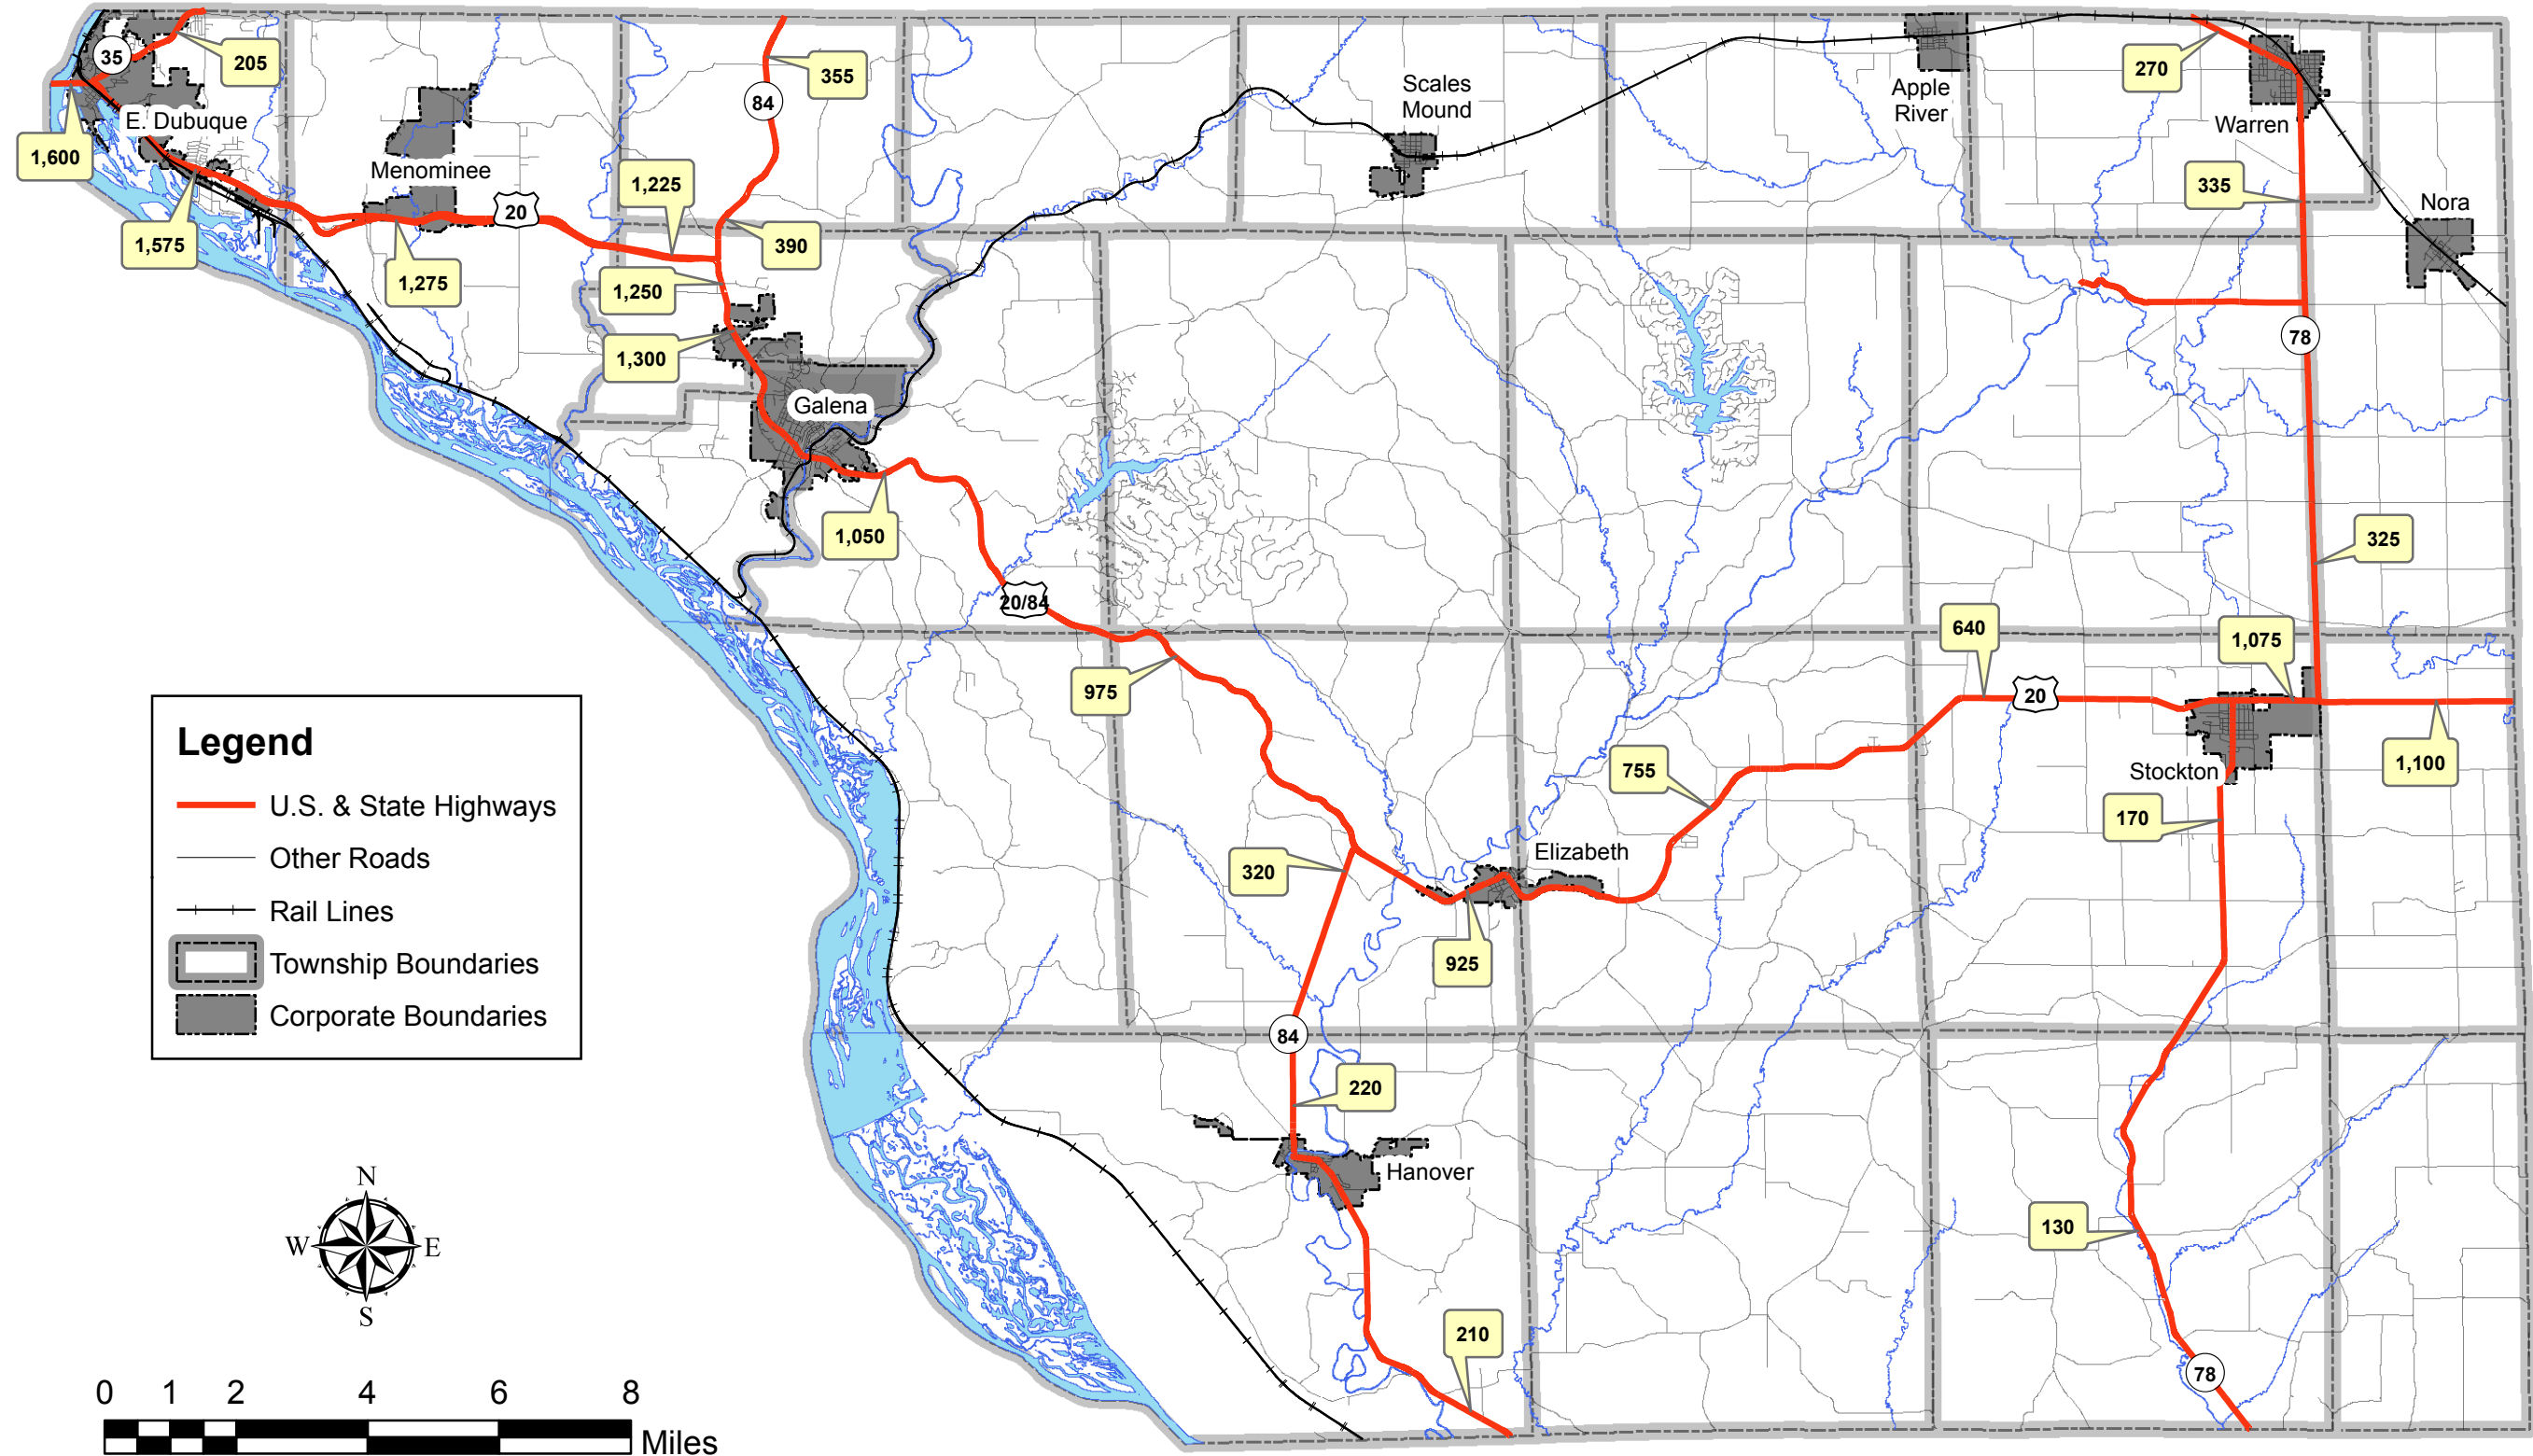 35
205
355
84
Scales
Mound
Apple
River
270
Warren
E. Dubuque
1,600
Menominee
1,225
20
335
Nora
1,575
390
1,275
1,250
1,300
78
Galena
1,050
325
20/84
640
1,075
975
20
755
1,100
Stockton
170
Elizabeth
320
925
84
220
Hanover
130
210
78
Legend
U.S. & State Highways
Other Roads
Rail Lines
Township Boundaries
Corporate Boundaries
N
W E
S
0 1 2 4 6 8
Miles